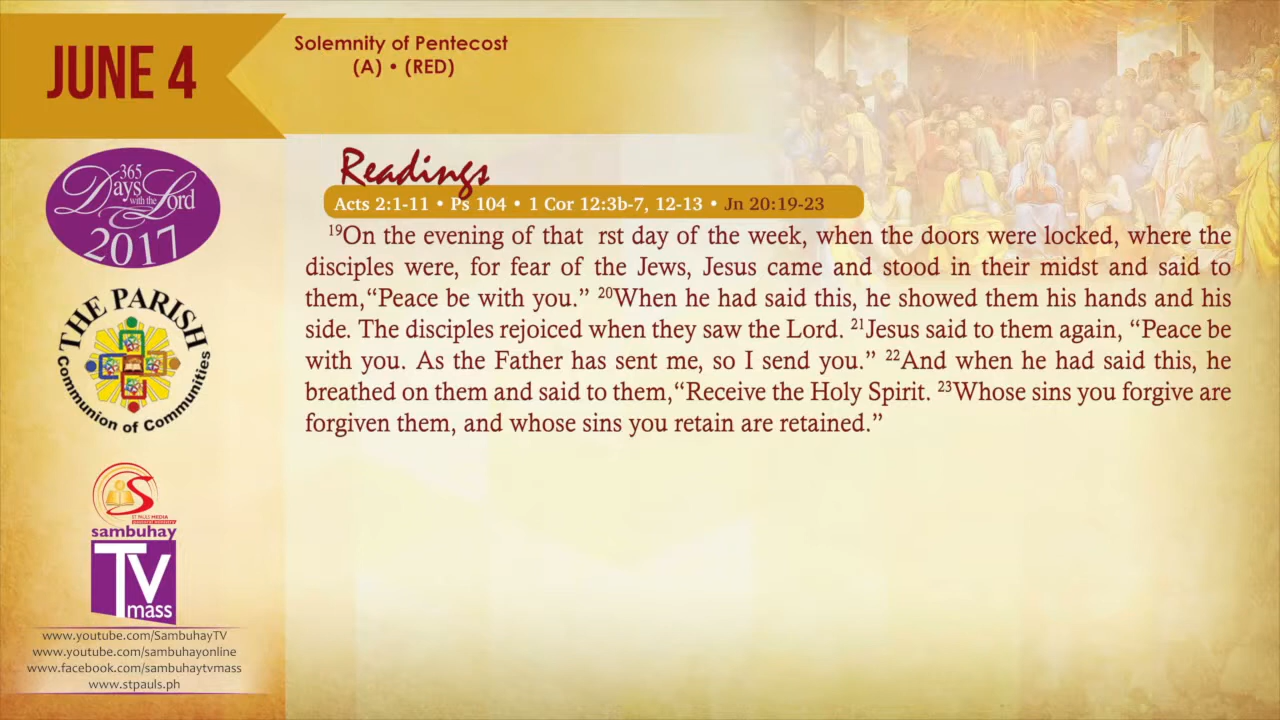 JUNE 4
Solemnity of Pentecost
(A) • (RED)
365
Days
with the
Lord
2017
THE PARISH
Communion of Communities
S
ST PAULS MEDIA
sambuhay
TV
mass
www.youtube.com/SambuhayTV
www.youtube.com/sambuhayonline
www.facebook.com/sambuhaytvmass
www.stpauls.ph
Readings
Acts 2:1-11 • Ps 104 • 1 Cor 12:3b-7, 12-13 • Jn 20:19-23
19On the evening of that  rst day of the week, when the doors were locked, where the
disciples were, for fear of the Jews, Jesus came and stood in their midst and said to
them,“Peace be with you.” 20When he had said this, he showed them his hands and his
side. The disciples rejoiced when they saw the Lord. 21Jesus said to them again, “Peace be
with you. As the Father has sent me, so I send you.” 22And when he had said this, he
breathed on them and said to them,“Receive the Holy Spirit. 23Whose sins you forgive are
forgiven them, and whose sins you retain are retained.”